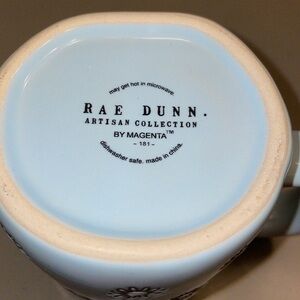 may get hot in microwave.
RAE DUNN.
ARTISAN COLLECTION
BY MAGENTA™
- 181 -
dishwasher safe. made in china.